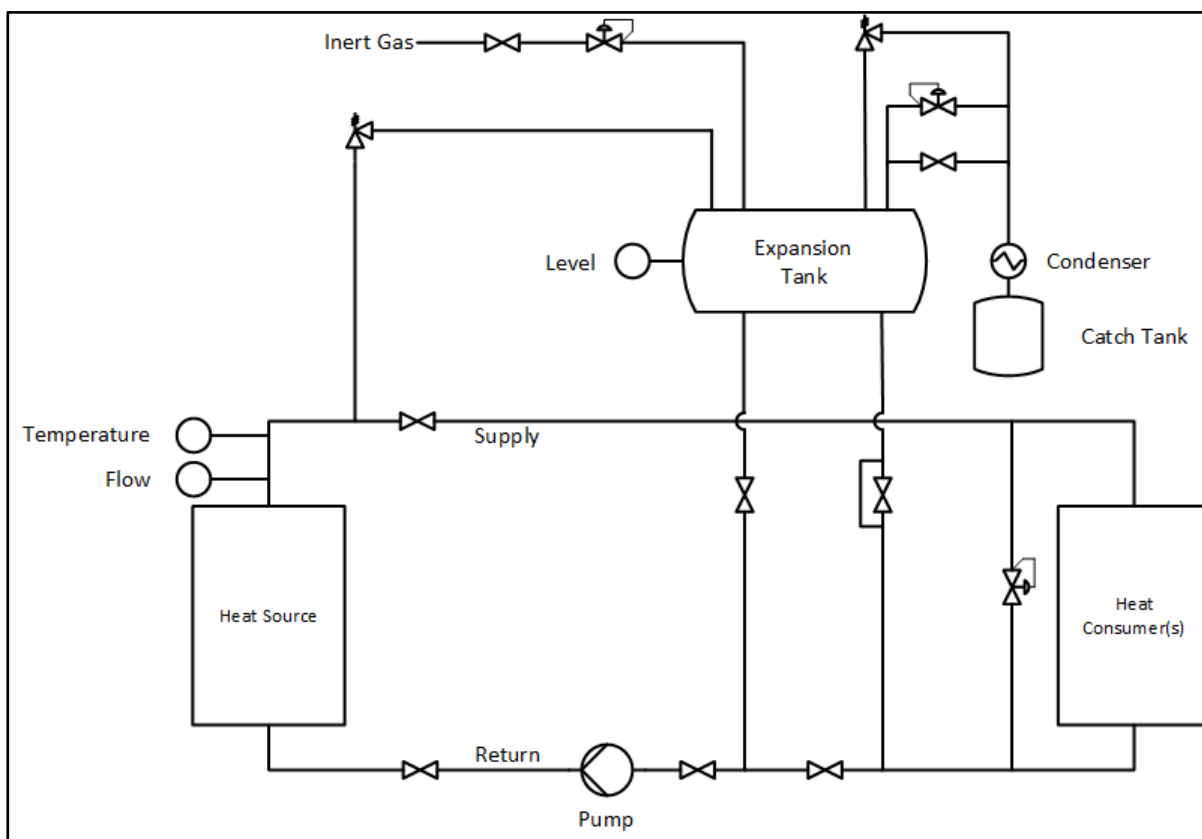 Inert Gas
Level
Expansion
Tank
Condenser
Catch Tank
Temperature
Supply
Flow
Heat Source
Heat
Consumer(s)
Return
Pump